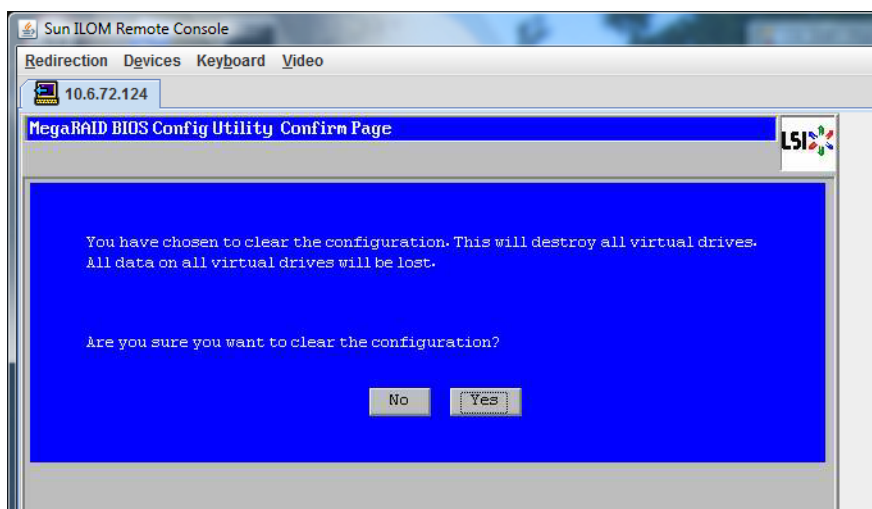 Sun ILOM Remote Console
Redirection Devices Keyboard Video
10.6.72.124
MegaRAID BIOS Config Utility Confirm Page
LSI
You have chosen to clear the configuration. This will destroy all virtual drives.
All data on all virtual drives will be lost.
Are you sure you want to clear the configuration?
No Yes